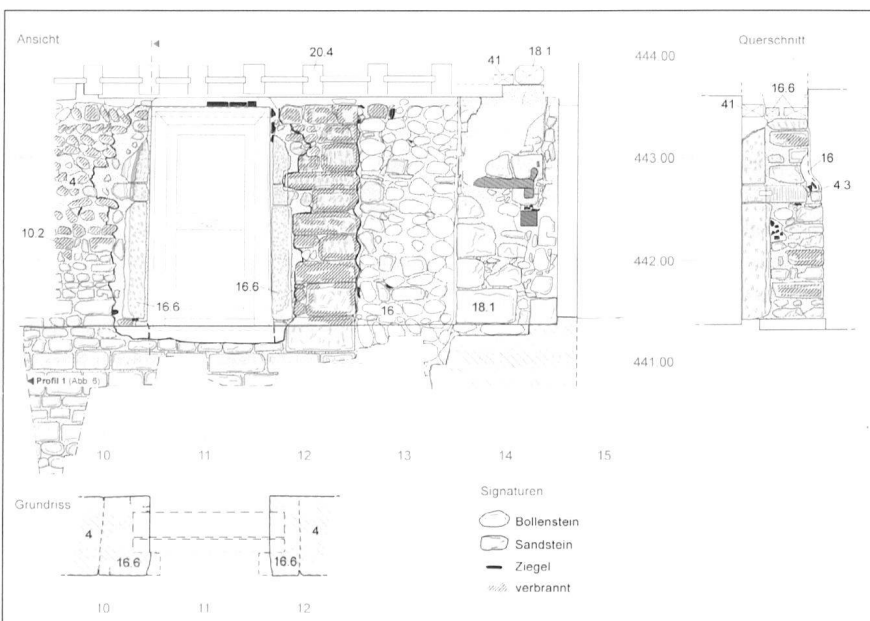 Ansicht
Querschnitt
20.4
41
18.1
444 00
16.6
41
443 00
16
4
4.3
10.2
442 00
16.6
16.6
16
18.1
441 00
Profil 1 (Abb. 6)
10 11 12 13 14 15
Grundriss
Signaturen
Bollenstein
4
4
Sandstein
16.6
16.6
Ziegel
verbrannt
10 11 12